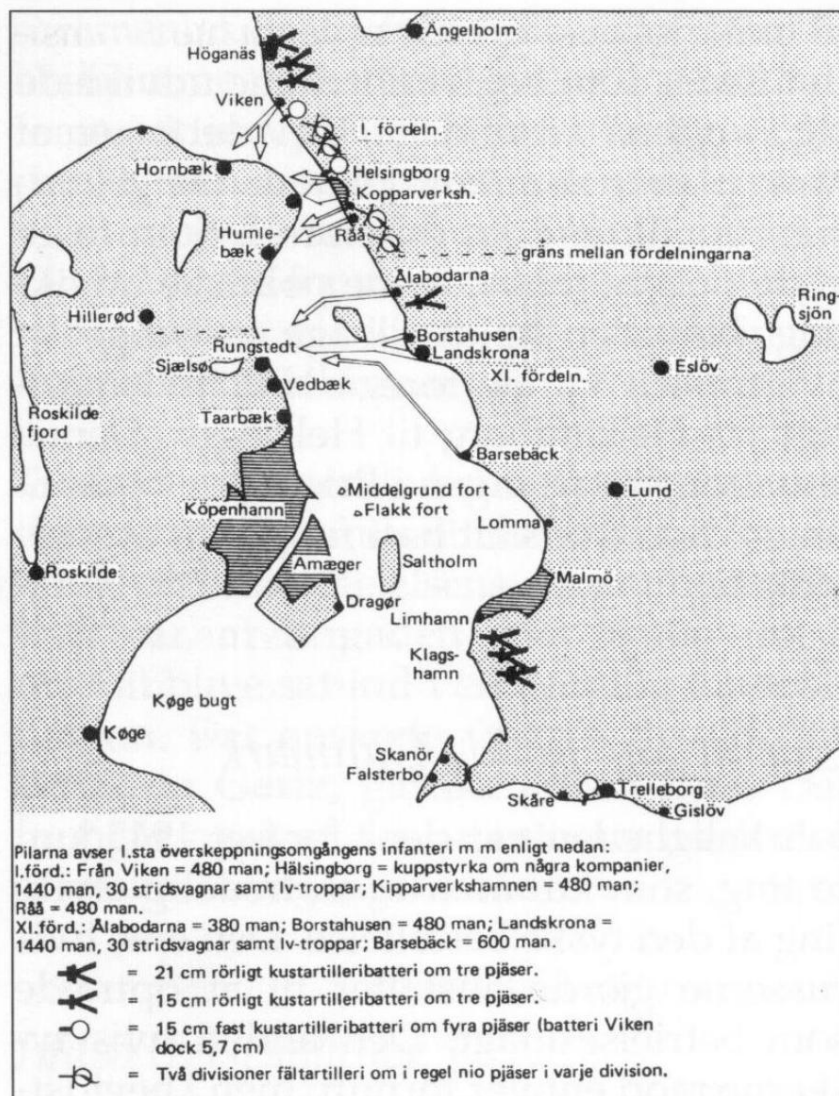 Ängelholm
Höganäs
Viken
I. fördeln.
Hornbæk
Helsingborg
Kopparverksh.
Humle-
bæk
Råå
gräns mellan fördelningarna
Ålabodarna
Ring-
sjön
Hillerød
Borstahusen
Rungstedt
Landskrona
Sjælsø
Eslöv
Vedbæk
XI. fördeln.
Roskilde
fjord
Taarbæk
Barsebäck
Middelgrund fort
Lund
Köpenhamn
Flakk fort
Lomma
Roskilde
Amæger
Saltholm
Malmö
Dragør
Limhamn
Klags-
hamn
Køge bugt
Køge
Skanör
Falsterbo
Trelleborg
Skåre
Gislöv
Pilarna avser I.sta överskeppningsomgångens infanteri m m enligt nedan:
I.förd.: Från Viken = 480 man; Hälsingborg = kuppstyrka om några kompanier,
1440 man, 30 stridsvagnar samt lv-troppar; Kipparverkshamnen = 480 man;
Råå = 480 man.
XI.förd.: Ålabodarna = 380 man; Borstahusen = 480 man; Landskrona =
1440 man, 30 stridsvagnar samt lv-troppar; Barsebäck = 600 man.
= 21 cm rörligt kustartilleribatteri om tre pjäser.
= 15 cm rörligt kustartilleribatteri om tre pjäser.
= 15 cm fast kustartilleribatteri om fyra pjäser (batteri Viken
dock 5,7 cm)
= Två divisioner fältartilleri om i regel nio pjäser i varje division.